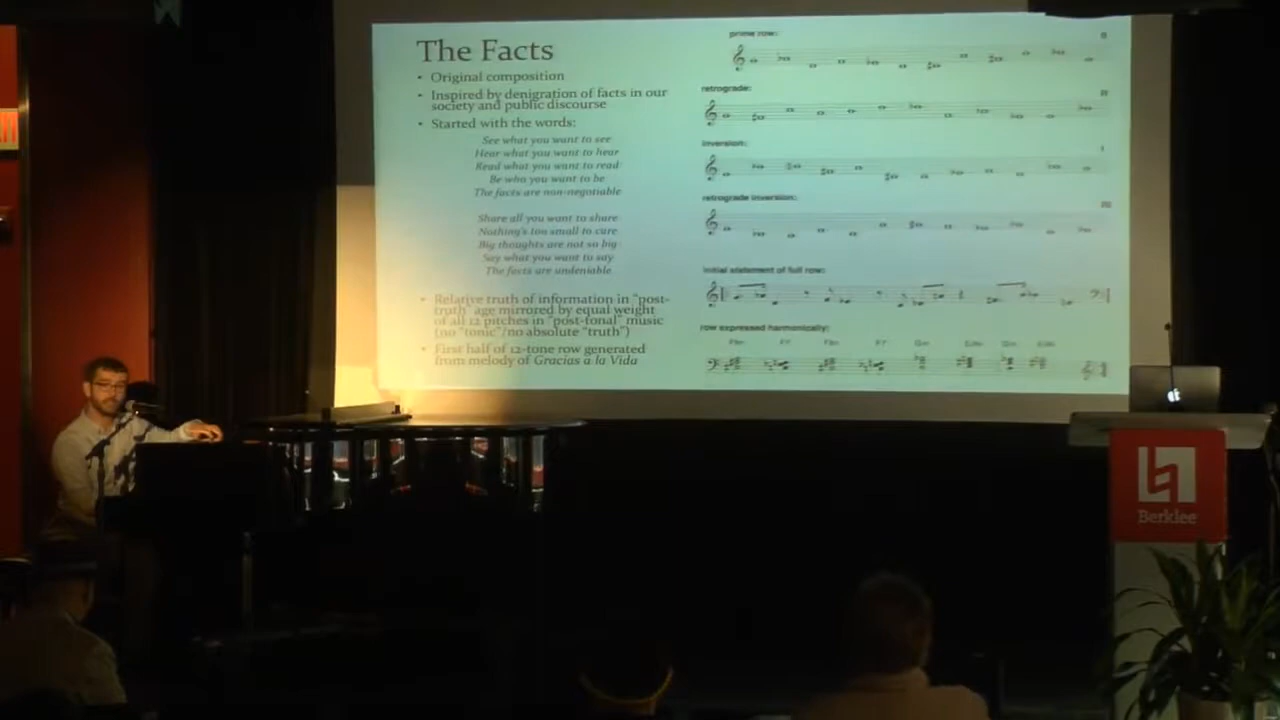 The Facts
• Original composition
• Inspired by denigration of facts in our
society and public discourse
• Started with the words:
See what you want to see
Hear what you want to hear
Read what you want to read
Be who you want to be
The facts are non-negotiable
Share all you want to share
Nothing's too small to care
Big thoughts are not so big
Say what you want to say
The facts are undeniable
• Relative truth of information in "post-
truth" age mirrored by equal weight
of all 12 pitches in "post-tonal" music
(no "tonic"/no absolute "truth")
• First half of 12-tone row generated
from melody of Gracias a la Vida
prime row:
retrograde:
inversion:
retrograde inversion:
initial statement of full row:
row expressed harmonically:
Berklee